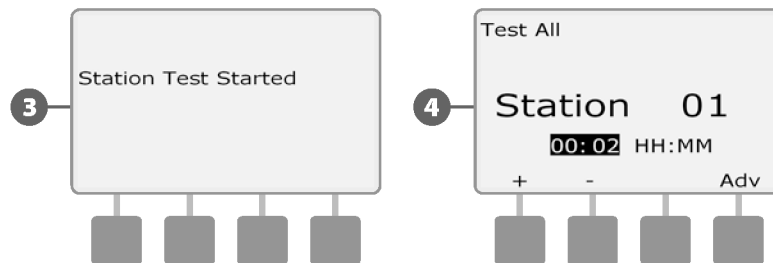 3
Station Test Started
4
Test All
Station 01
00:02 HH:MM
+ - Adv